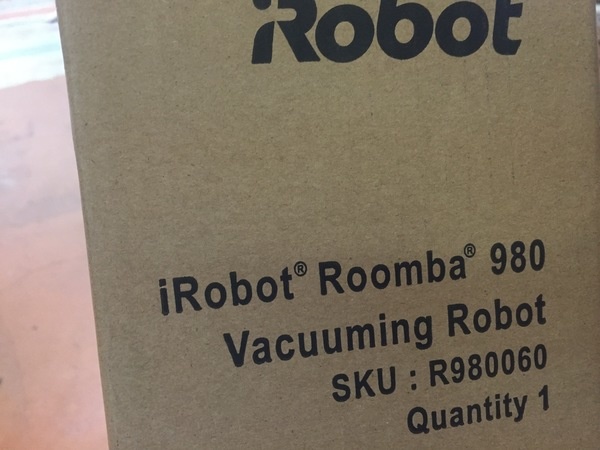 iRobot
iRobot® Roomba® 980
Vacuuming Robot
SKU : R980060
Quantity 1